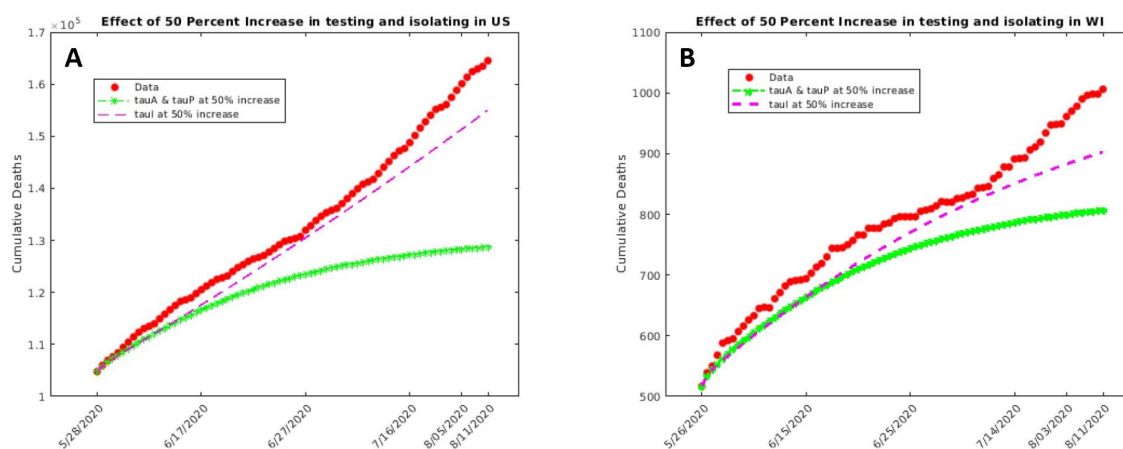 Effect of 50 Percent Increase in testing and isolating in US
× 10^5
A
Data
tauA & tauP at 50% increase
tauI at 50% increase
Cumulative Deaths
1.7
1.6
1.5
1.4
1.3
1.2
1.1
1
5/28/2020
6/17/2020
6/27/2020
7/16/2020
8/05/2020
8/11/2020
Effect of 50 Percent Increase in testing and isolating in WI
B
Data
tauA & tauP at 50% increase
tauI at 50% increase
Cumulative Deaths
1100
1000
900
800
700
600
500
5/26/2020
6/15/2020
6/25/2020
7/14/2020
8/03/2020
8/11/2020